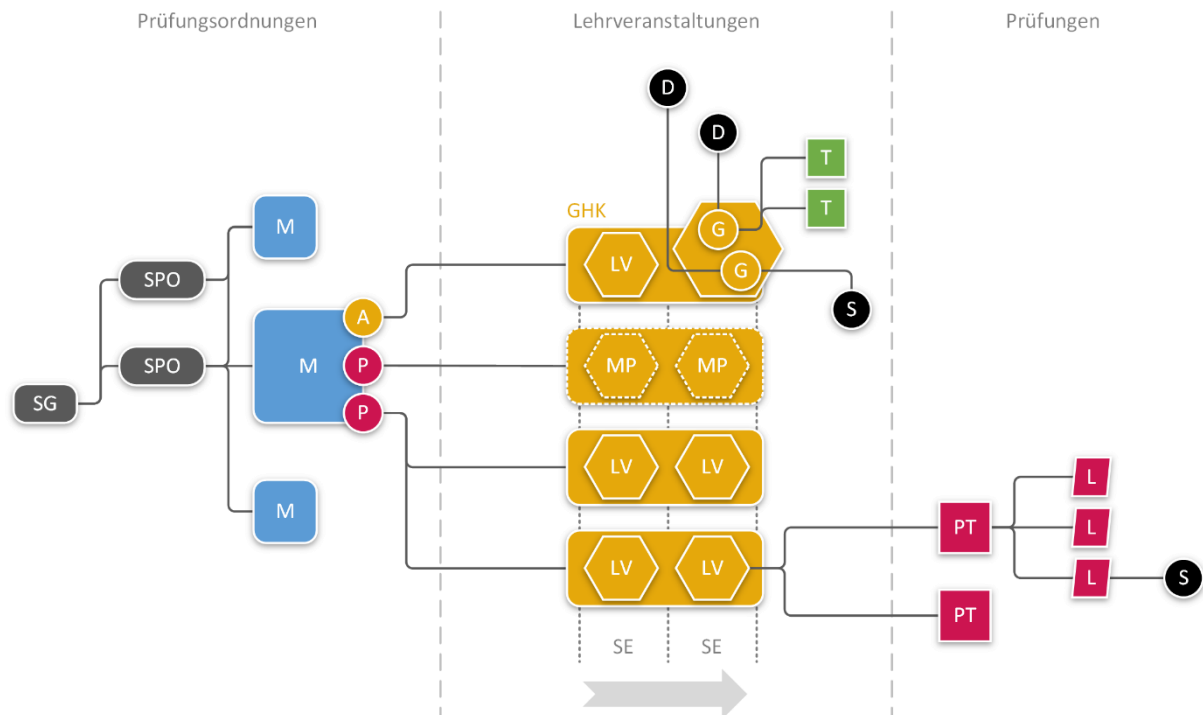 Prüfungsordnungen
Lehrveranstaltungen
Prüfungen
D
D
T
T
GHK
M
G
LV
G
SPO
S
A
MP
MP
SPO
M
P
SG
P
LV
LV
L
M
PT
L
LV
LV
L
S
PT
SE
SE